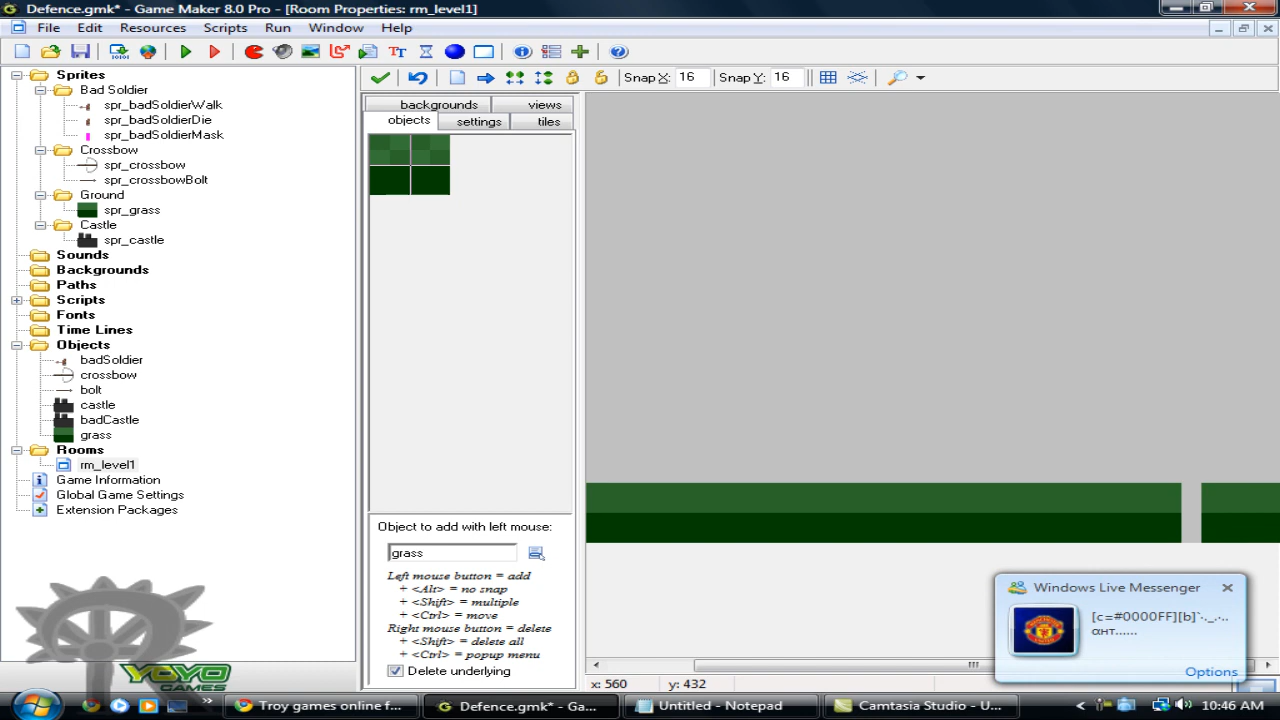 Defence.gmk* - Game Maker 8.0 Pro - [Room Properties: rm_level1]
File Edit Resources Scripts Run Window Help
Snap X: 16 Snap Y: 16
Sprites
Bad Soldier
spr_badSoldierWalk
spr_badSoldierDie
spr_badSoldierMask
Crossbow
spr_crossbow
spr_crossbowBolt
Ground
spr_grass
Castle
spr_castle
Sounds
Backgrounds
Paths
Scripts
Fonts
Time Lines
Objects
badSoldier
crossbow
bolt
castle
badCastle
grass
Rooms
rm_level1
Game Information
Global Game Settings
Extension Packages
YOYO
GAMES
backgrounds views
objects settings tiles
Object to add with left mouse:
grass
Left mouse button = add
+ <Alt> = no snap
+ <Shift> = multiple
+ <Ctrl> = move
Right mouse button = delete
+ <Shift> = delete all
+ <Ctrl> = popup menu
Delete underlying
x: 560 y: 432
Windows Live Messenger
[c=#0000FF][b]`·.,_,.·..
αнт......
Options
Troy games online f... Defence.gmk* - Ga... Untitled - Notepad Camtasia Studio - U... 10:46 AM